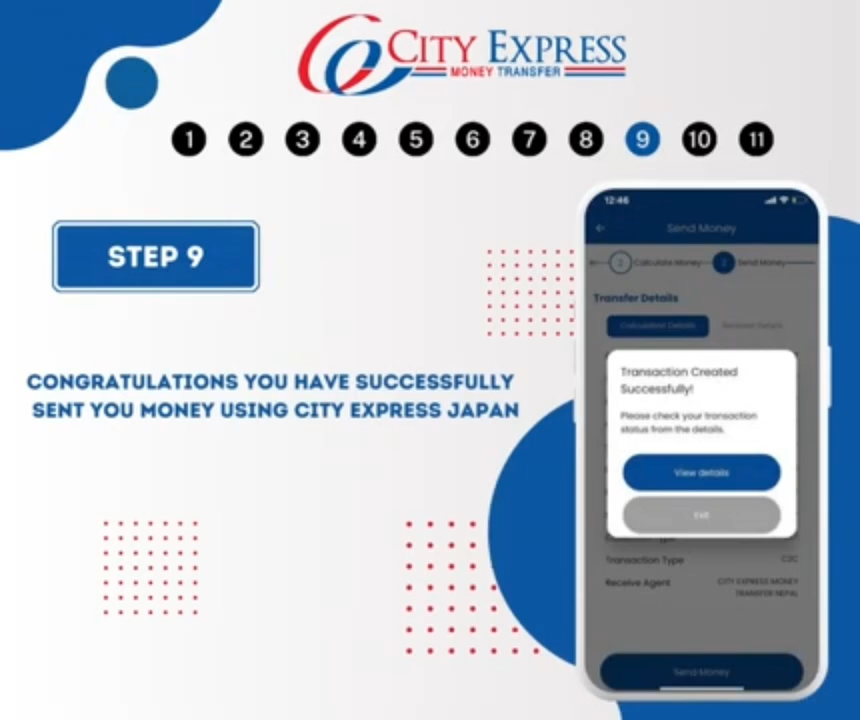 CITY EXPRESS
MONEY TRANSFER
1 2 3 4 5 6 7 8 9 10 11
STEP 9
CONGRATULATIONS YOU HAVE SUCCESSFULLY
SENT YOU MONEY USING CITY EXPRESS JAPAN
12:46
Send Money
Calculate Money 2 Send Money
Transfer Details
Calculation Details
Transaction Created
Successfully!
Please check your transaction
status from the details.
View details
Exit
Transaction Type C2C
Receive Agent CITY EXPRESS MONEY
TRANSFER NEPAL
Send Money